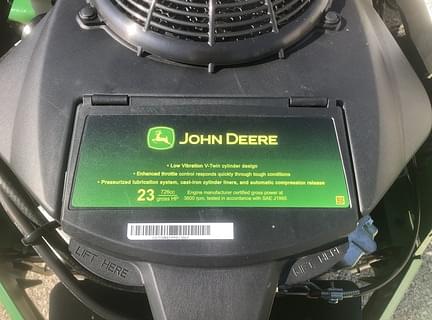 JOHN DEERE
• Low Vibration V-Twin cylinder design
• Enhanced throttle control responds quickly through tough conditions
• Pressurized lubrication system, cast-iron cylinder liners, and automatic compression release
23 726cc gross HP
Engine manufacturer certified gross power at
3600 rpm, tested in accordance with SAE J1995
LIFT HERE
LIFT HERE